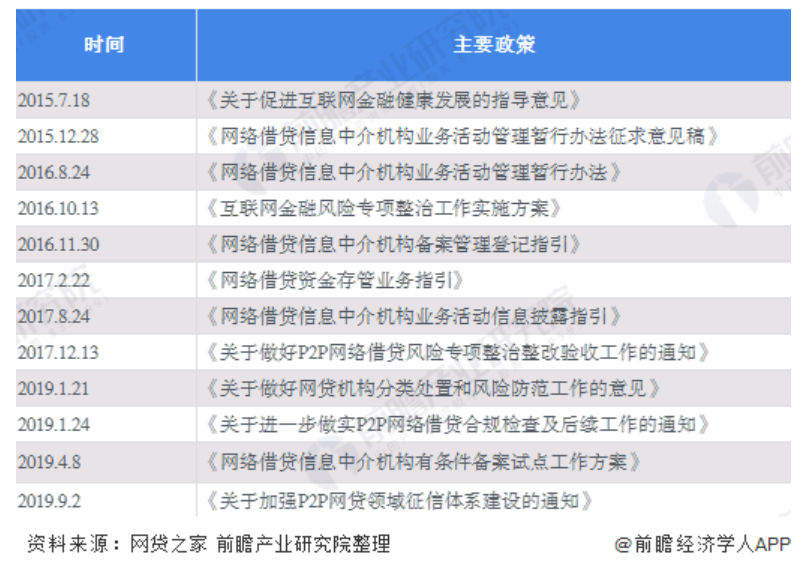 时间 主要政策
2015.7.18 《关于促进互联网金融健康发展的指导意见》
2015.12.28 《网络借贷信息中介机构业务活动管理暂行办法征求意见稿》
2016.8.24 《网络借贷信息中介机构业务活动管理暂行办法》
2016.10.13 《互联网金融风险专项整治工作实施方案》
2016.11.30 《网络借贷信息中介机构备案管理登记指引》
2017.2.22 《网络借贷资金存管业务指引》
2017.8.24 《网络借贷信息中介机构业务活动信息披露指引》
2017.12.13 《关于做好P2P网络借贷风险专项整治整改验收工作的通知》
2019.1.21 《关于做好网贷机构分类处置和风险防范工作的意见》
2019.1.24 《关于进一步做实P2P网络借贷合规检查及后续工作的通知》
2019.4.8 《网络借贷信息中介机构有条件备案试点工作方案》
2019.9.2 《关于加强P2P网贷领域征信体系建设的通知》
资料来源：网贷之家 前瞻产业研究院整理 @前瞻经济学人APP